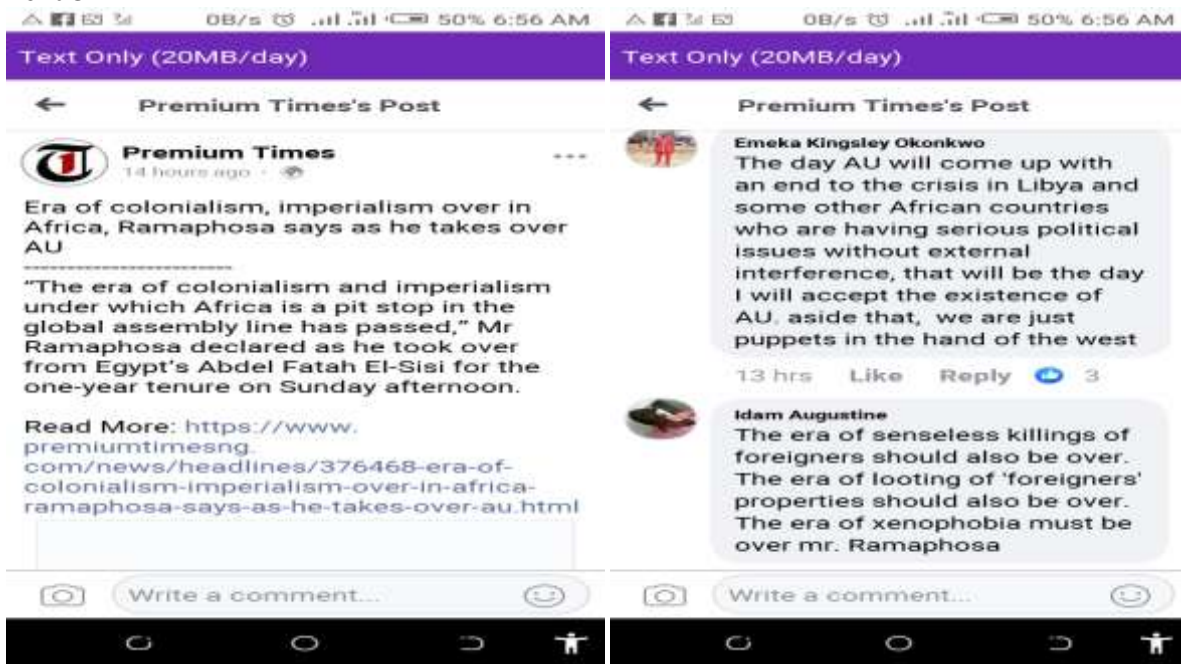 0B/s 50% 6:56 AM
Text Only (20MB/day)
Premium Times's Post
Premium Times
14 hours ago
Era of colonialism, imperialism over in
Africa, Ramaphosa says as he takes over
AU
------------------------
“The era of colonialism and imperialism
under which Africa is a pit stop in the
global assembly line has passed,” Mr
Ramaphosa declared as he took over
from Egypt's Abdel Fatah El-Sisi for the
one-year tenure on Sunday afternoon.
Read More: https://www.
premiumtimesng.
com/news/headlines/376468-era-of-
colonialism-imperialism-over-in-africa-
ramaphosa-says-as-he-takes-over-au.html
Write a comment...
0B/s 50% 6:56 AM
Text Only (20MB/day)
Premium Times's Post
Emeka Kingsley Okonkwo
The day AU will come up with
an end to the crisis in Libya and
some other African countries
who are having serious political
issues without external
interference, that will be the day
I will accept the existence of
AU. aside that, we are just
puppets in the hand of the west
13 hrs Like Reply 3
Idam Augustine
The era of senseless killings of
foreigners should also be over.
The era of looting of 'foreigners'
properties should also be over.
The era of xenophobia must be
over mr. Ramaphosa
Write a comment...